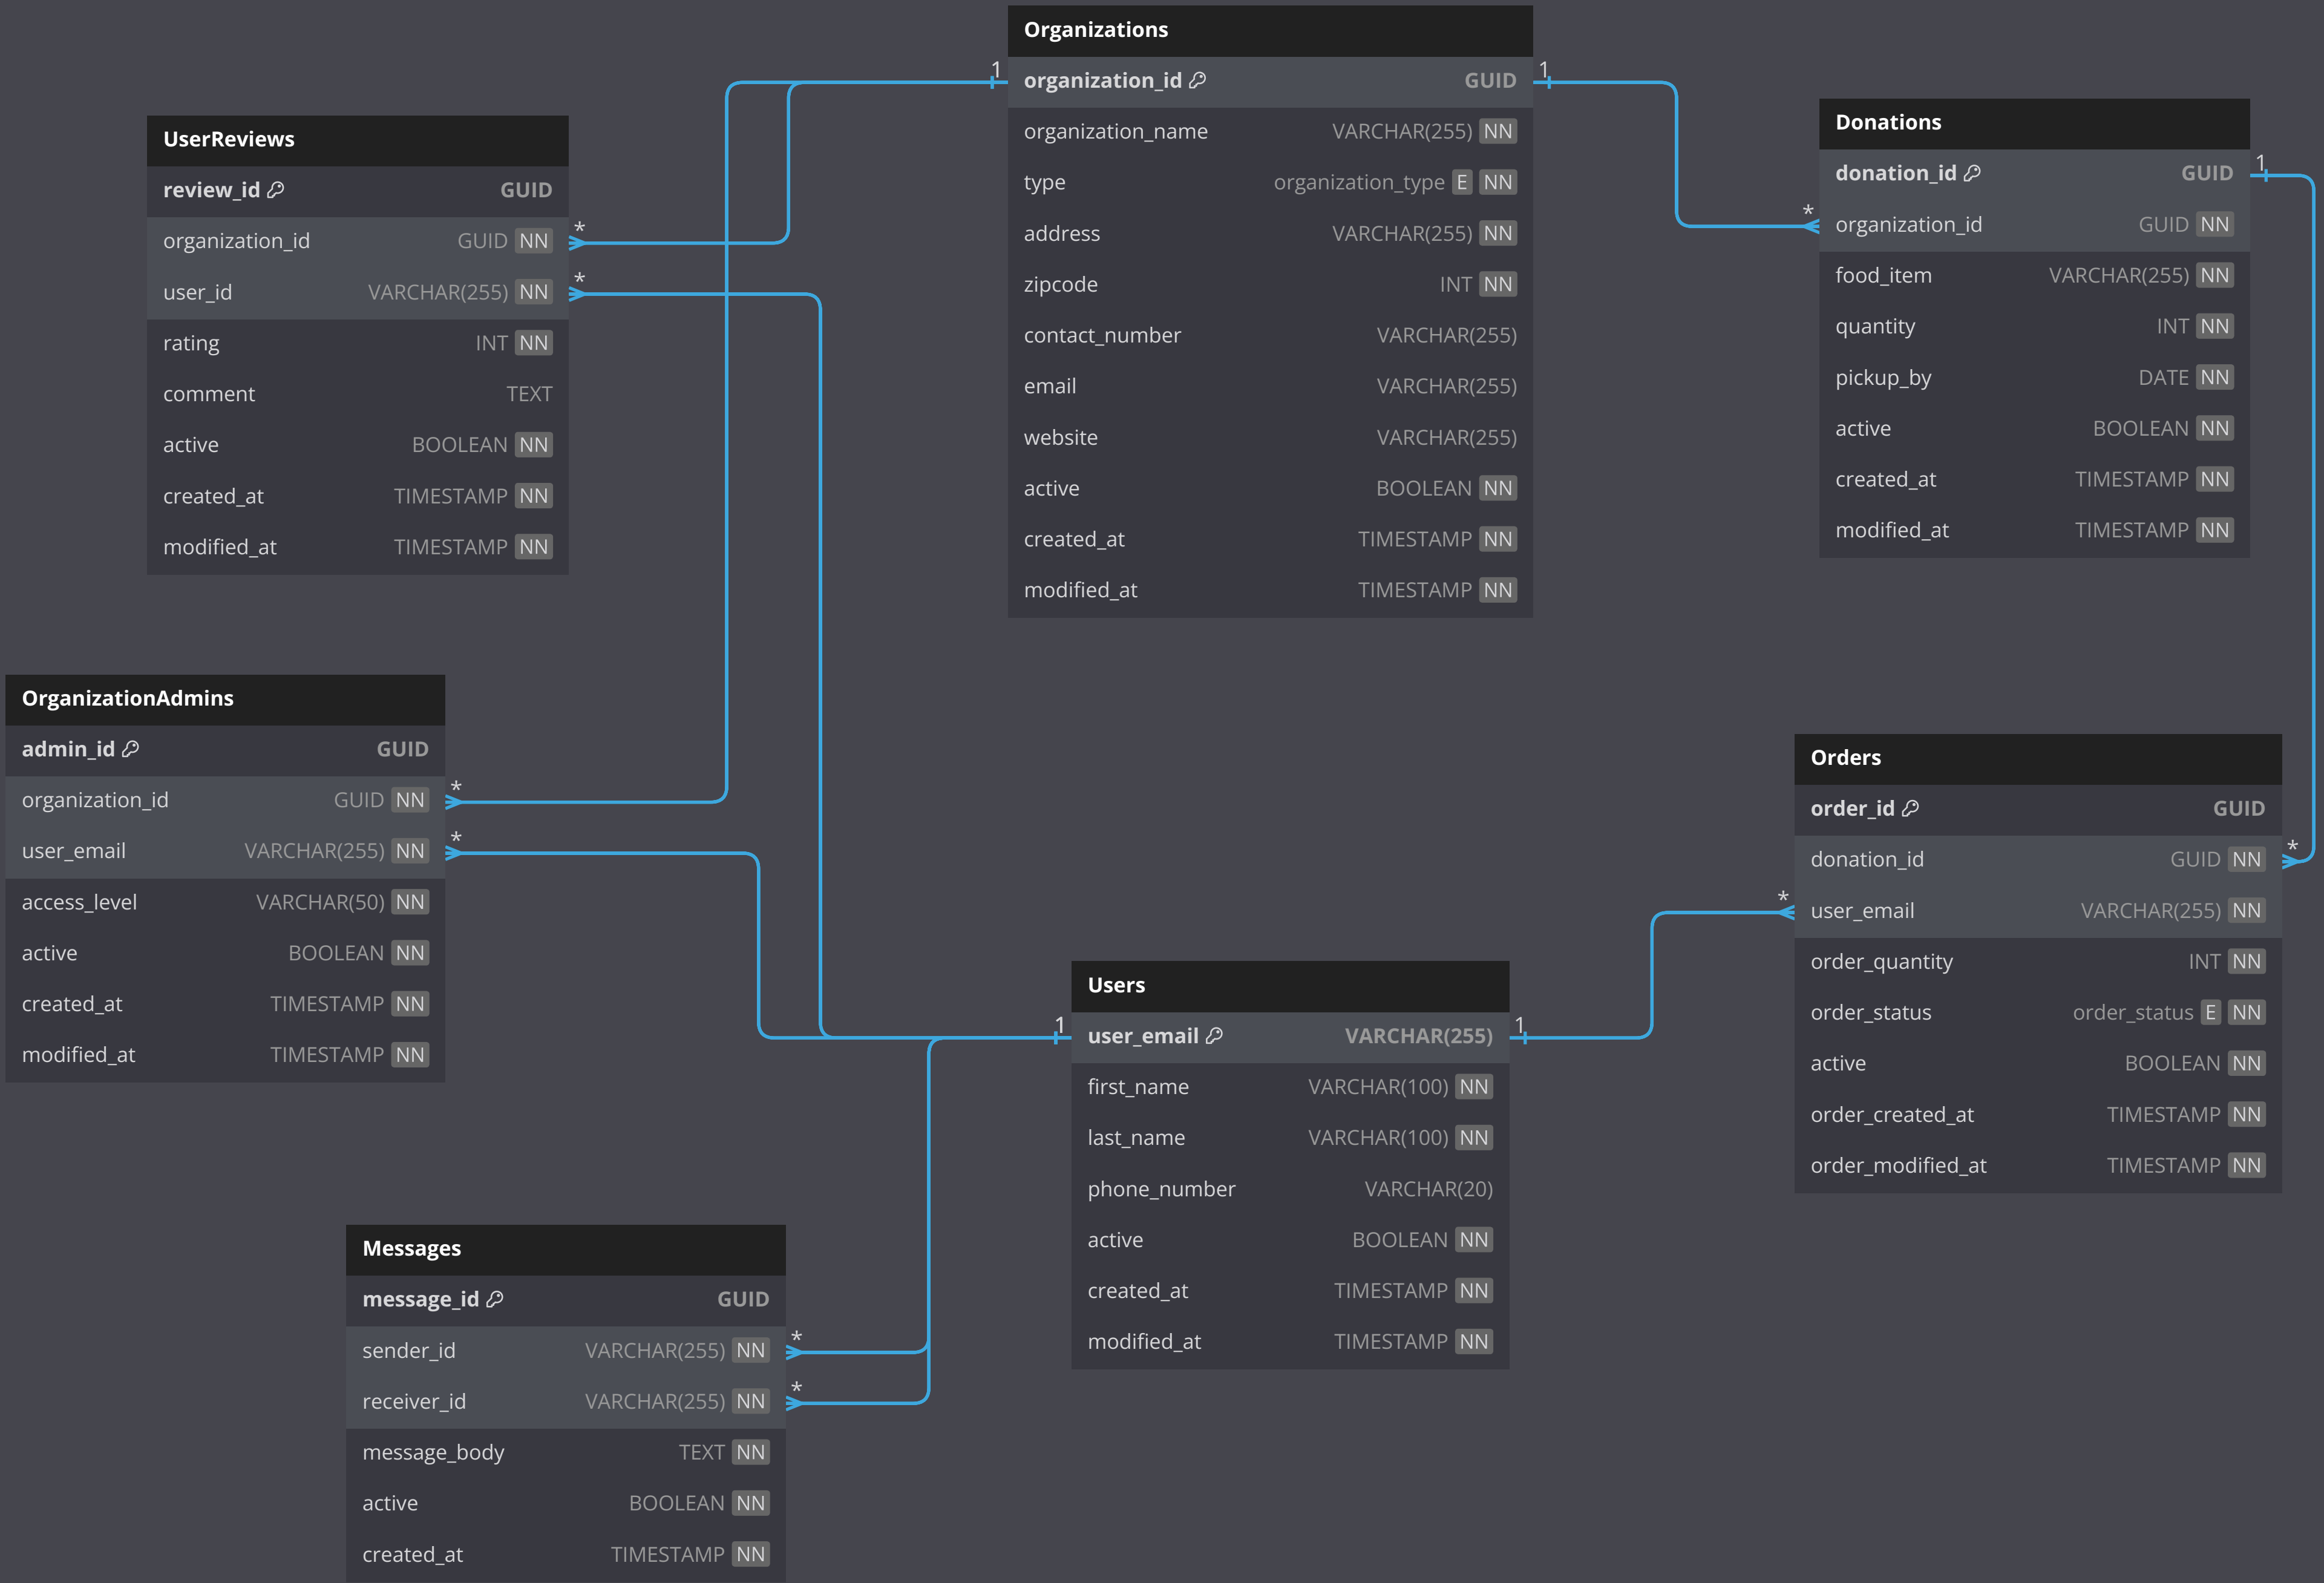 Organizations
organization_id GUID
organization_name VARCHAR(255) NN
type organization_type E NN
address VARCHAR(255) NN
zipcode INT NN
contact_number VARCHAR(255)
email VARCHAR(255)
website VARCHAR(255)
active BOOLEAN NN
created_at TIMESTAMP NN
modified_at TIMESTAMP NN
1
1
UserReviews
review_id GUID
organization_id GUID NN
user_id VARCHAR(255) NN
rating INT NN
comment TEXT
active BOOLEAN NN
created_at TIMESTAMP NN
modified_at TIMESTAMP NN
*
*
Donations
donation_id GUID
organization_id GUID NN
food_item VARCHAR(255) NN
quantity INT NN
pickup_by DATE NN
active BOOLEAN NN
created_at TIMESTAMP NN
modified_at TIMESTAMP NN
1
*
OrganizationAdmins
admin_id GUID
organization_id GUID NN
user_email VARCHAR(255) NN
access_level VARCHAR(50) NN
active BOOLEAN NN
created_at TIMESTAMP NN
modified_at TIMESTAMP NN
*
*
Orders
order_id GUID
donation_id GUID NN
user_email VARCHAR(255) NN
order_quantity INT NN
order_status order_status E NN
active BOOLEAN NN
order_created_at TIMESTAMP NN
order_modified_at TIMESTAMP NN
*
*
Users
user_email VARCHAR(255)
first_name VARCHAR(100) NN
last_name VARCHAR(100) NN
phone_number VARCHAR(20)
active BOOLEAN NN
created_at TIMESTAMP NN
modified_at TIMESTAMP NN
1
1
Messages
message_id GUID
sender_id VARCHAR(255) NN
receiver_id VARCHAR(255) NN
message_body TEXT NN
active BOOLEAN NN
created_at TIMESTAMP NN
*
*